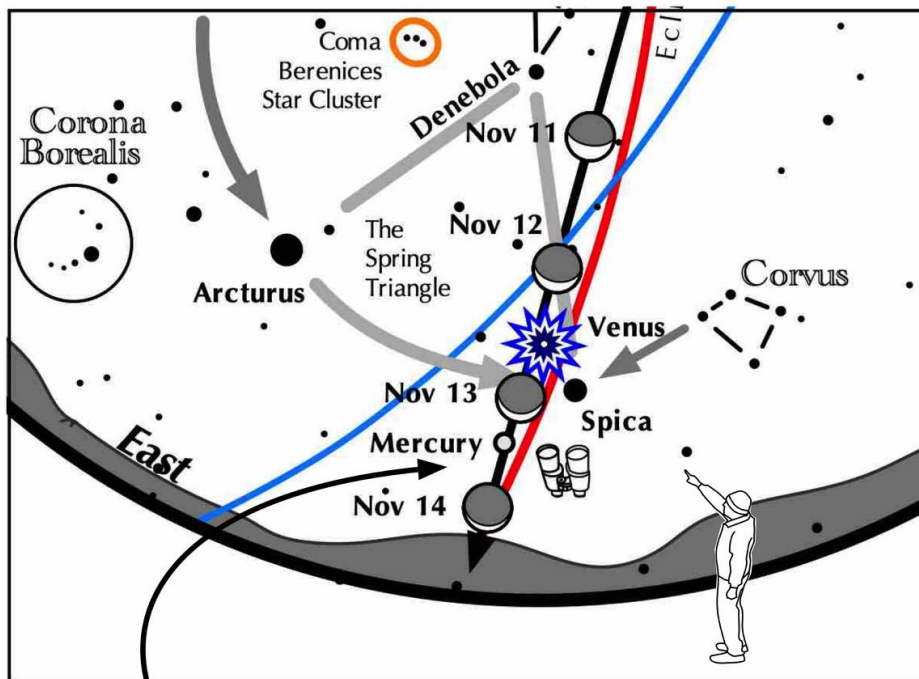 Coma
Berenices
Star Cluster
Ecli
Denebola
Nov 11
Corona
Borealis
Nov 12
The
Spring
Triangle
Arcturus
Corvus
Venus
Nov 13
Spica
Mercury
East
Nov 14